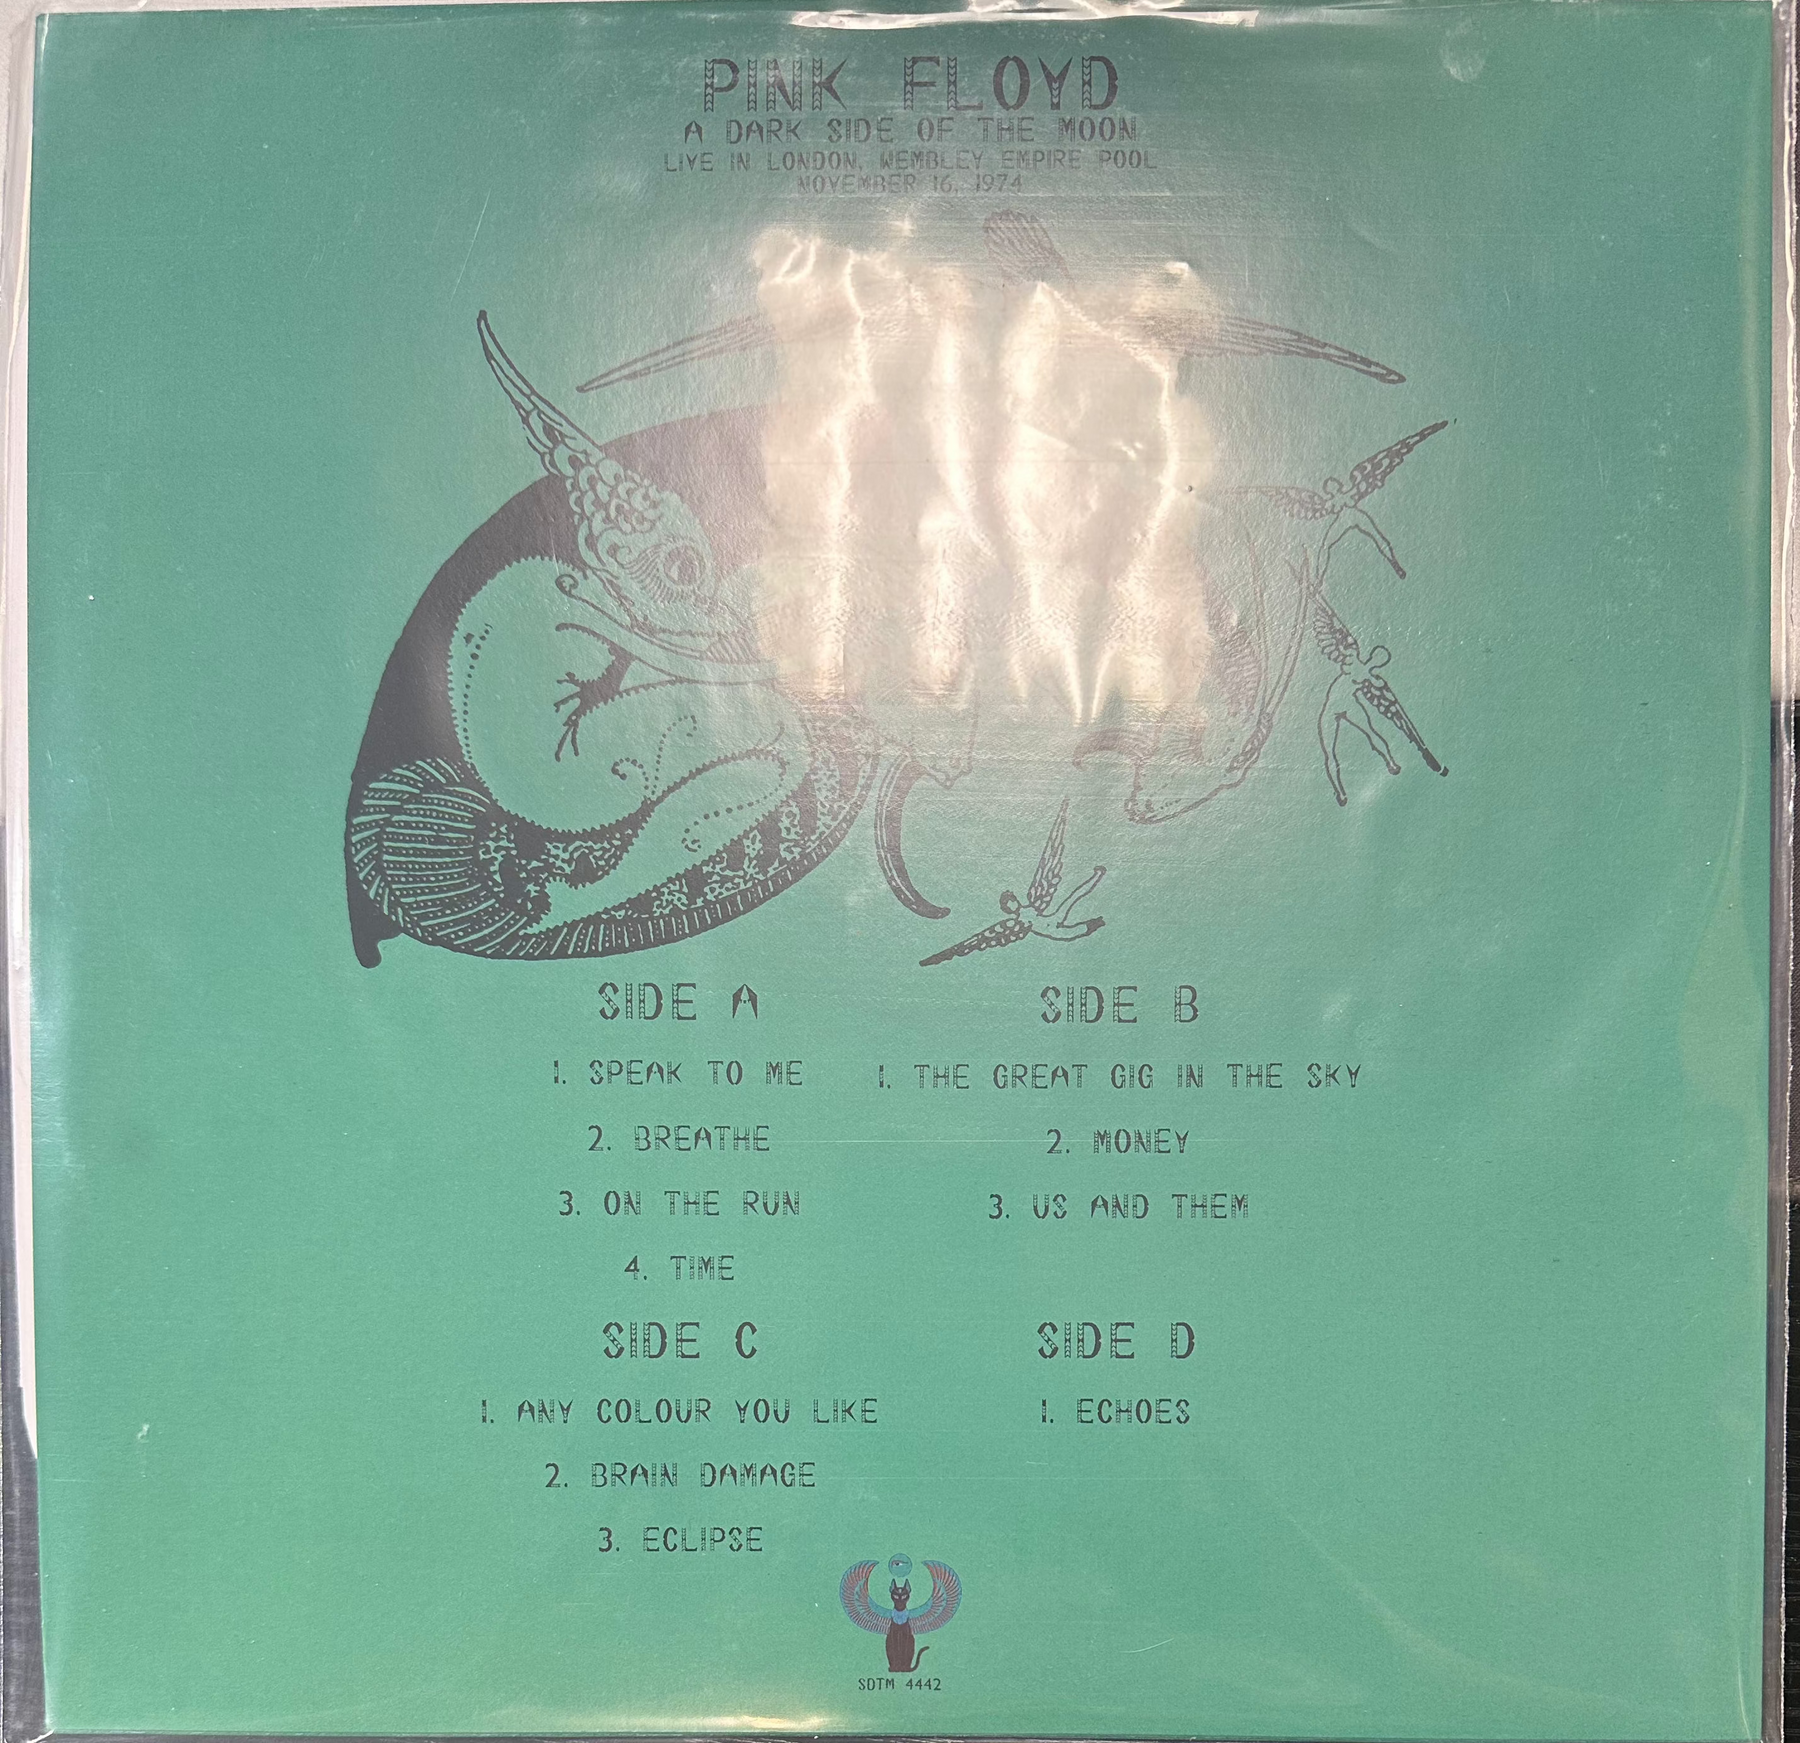 PINK FLOYD
A DARK SIDE OF THE MOON
LIVE IN LONDON, WEMBLEY EMPIRE POOL
NOVEMBER 16, 1974
SIDE A
1. SPEAK TO ME
2. BREATHE
3. ON THE RUN
4. TIME
SIDE B
1. THE GREAT GIG IN THE SKY
2. MONEY
3. US AND THEM
SIDE C
1. ANY COLOUR YOU LIKE
2. BRAIN DAMAGE
3. ECLIPSE
SIDE D
1. ECHOES
SDTM 4442